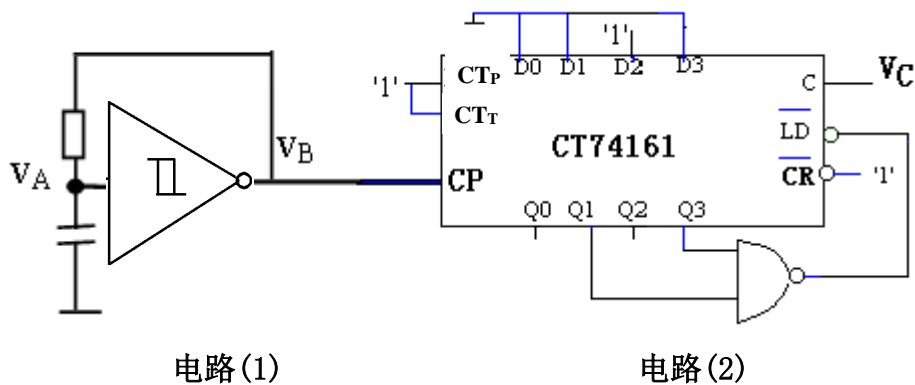 '1'
D0 D1 D2 D3
'1' CTP
CTT
C VC
LD
CT74161
VA
VB
CP
CR '1'
Q0 Q1 Q2 Q3
电路(1)
电路(2)